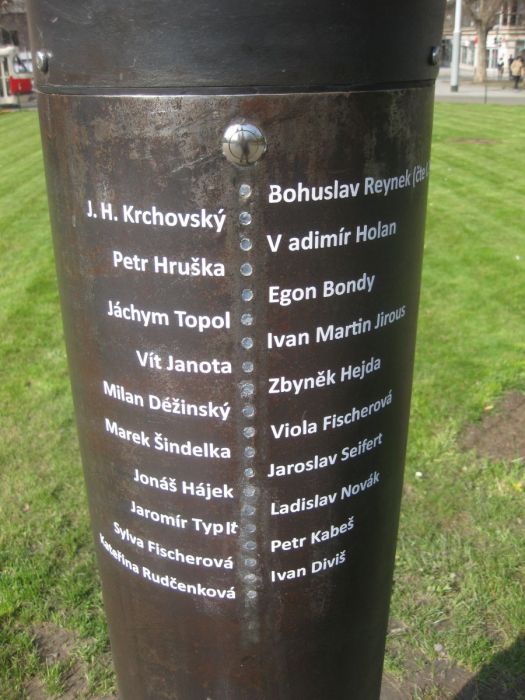 Bohuslav Reynek (čte
J. H. Krchovský
V adimír Holan
Petr Hruška
Egon Bondy
Jáchym Topol
Ivan Martin Jirous
Vít Janota
Zbyněk Hejda
Milan Děžinský
Viola Fischerová
Marek Šindelka
Jaroslav Seifert
Jonáš Hájek
Ladislav Novák
Jaromír Typlt
Petr Kabeš
Sylva Fischerová
Ivan Diviš
Kateřina Rudčenková